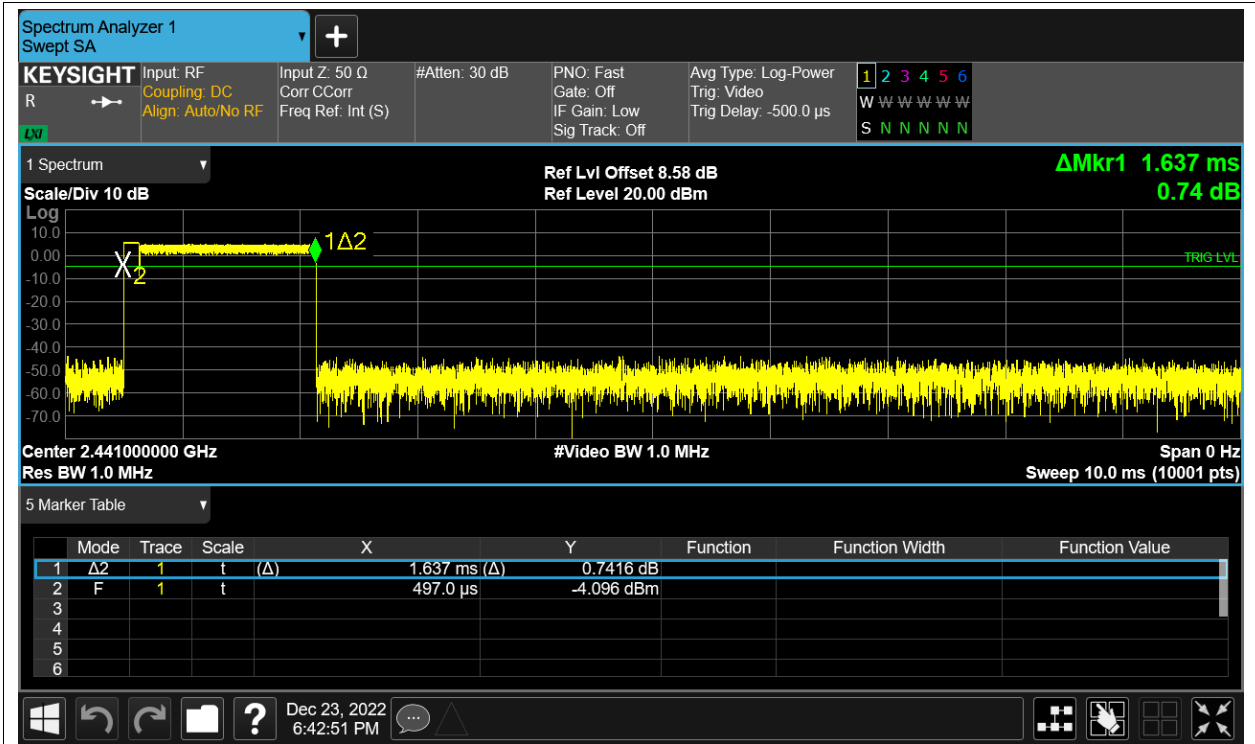 Spectrum Analyzer 1
Swept SA
KEYSIGHT
R
LXI
Input: RF
Coupling: DC
Align: Auto/No RF
Input Z: 50 Ω
Corr CCorr
Freq Ref: Int (S)
#Atten: 30 dB
PNO: Fast
Gate: Off
IF Gain: Low
Sig Track: Off
Avg Type: Log-Power
Trig: Video
Trig Delay: -500.0 µs
1 2 3 4 5 6
W W W W W W
S N N N N N
1 Spectrum
Scale/Div 10 dB
Ref Lvl Offset 8.58 dB
Ref Level 20.00 dBm
ΔMkr1 1.637 ms
0.74 dB
Log
10.0
0.00
-10.0
-20.0
-30.0
-40.0
-50.0
-60.0
-70.0
1Δ2
X2
TRIG LVL
Center 2.441000000 GHz
#Video BW 1.0 MHz
Span 0 Hz
Res BW 1.0 MHz
Sweep 10.0 ms (10001 pts)
5 Marker Table
Mode Trace Scale X Y Function Function Width Function Value
1 Δ2 1 t (Δ) 1.637 ms (Δ) 0.7416 dB
2 F 1 t 497.0 µs -4.096 dBm
3
4
5
6
?
Dec 23, 2022
6:42:51 PM